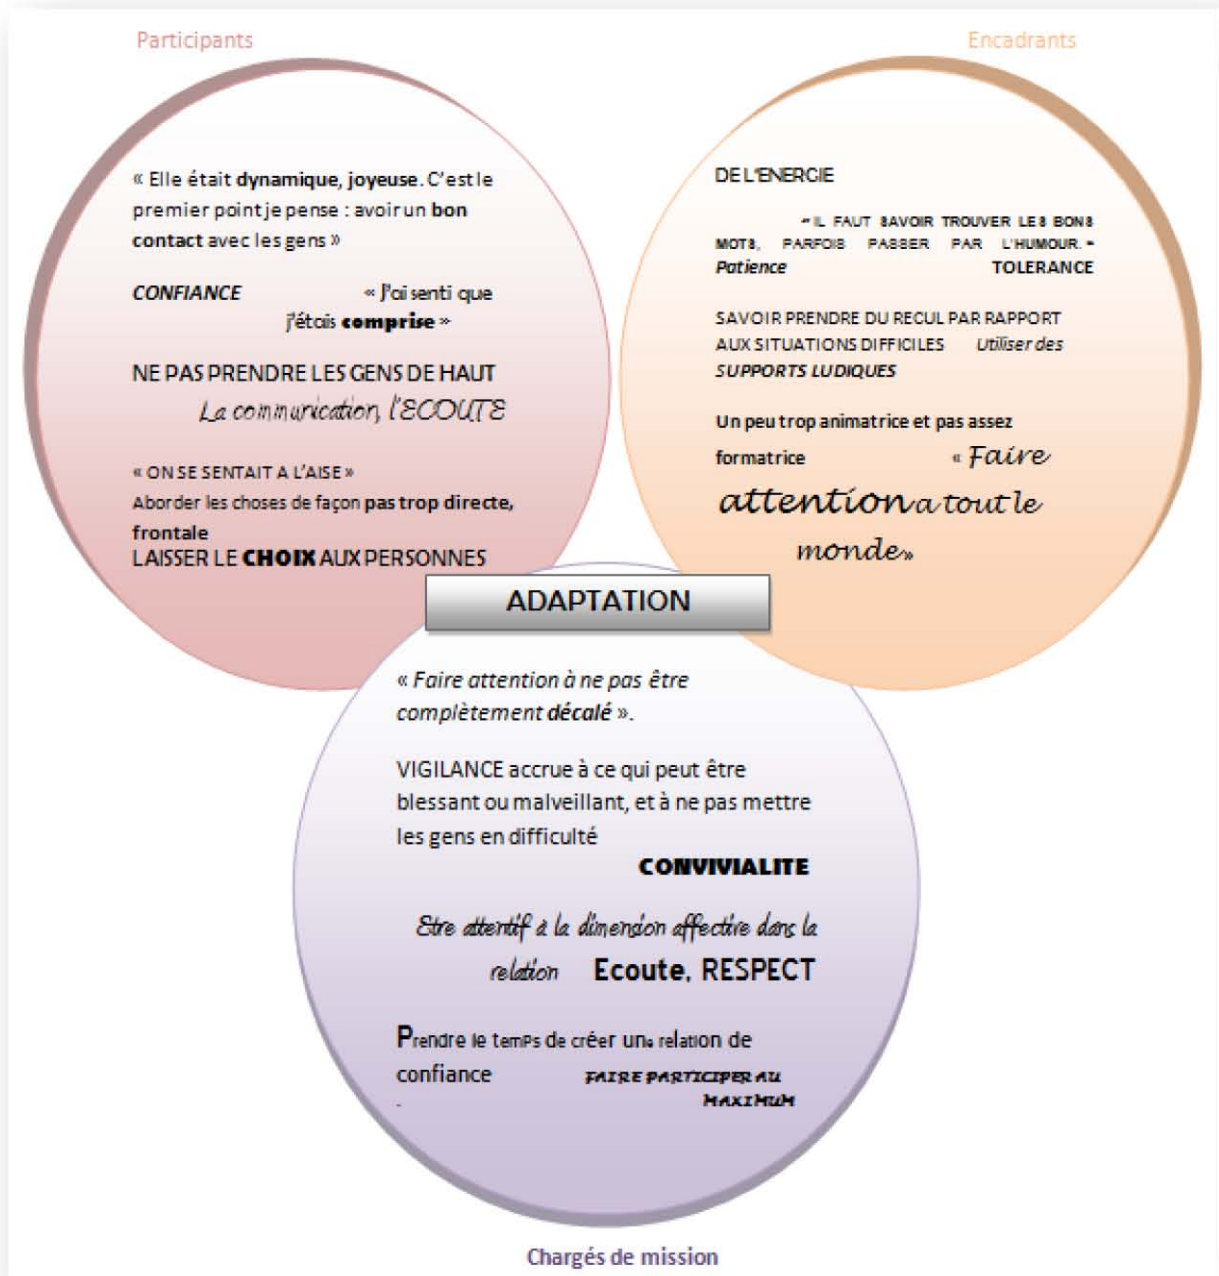 Participants
Encadrants
« Elle était dynamique, joyeuse. C'est le
premier point je pense : avoir un bon
contact avec les gens »
CONFIANCE « J'ai senti que
j'étais comprise »
NE PAS PRENDRE LES GENS DE HAUT
La communication, l'ECOUTE
« ON SE SENTAIT A L'AISE »
Aborder les choses de façon pas trop directe,
frontale
LAISSER LE CHOIX AUX PERSONNES
DE L'ENERGIE
“ IL FAUT SAVOIR TROUVER LES BONS
MOTS, PARFOIS PASSER PAR L'HUMOUR. ”
Patience TOLERANCE
SAVOIR PRENDRE DU RECUL PAR RAPPORT
AUX SITUATIONS DIFFICILES Utiliser des
SUPPORTS LUDIQUES
Un peu trop animatrice et pas assez
formatrice « Faire
attention a tout le
monde»
ADAPTATION
« Faire attention à ne pas être
complètement décalé ».
VIGILANCE accrue à ce qui peut être
blessant ou malveillant, et à ne pas mettre
les gens en difficulté
CONVIVIALITE
Etre attentif à la dimension affective dans la
relation Ecoute, RESPECT
Prendre le temps de créer une relation de
confiance FAIRE PARTICIPER AU
. MAXIMUM
Chargés de mission